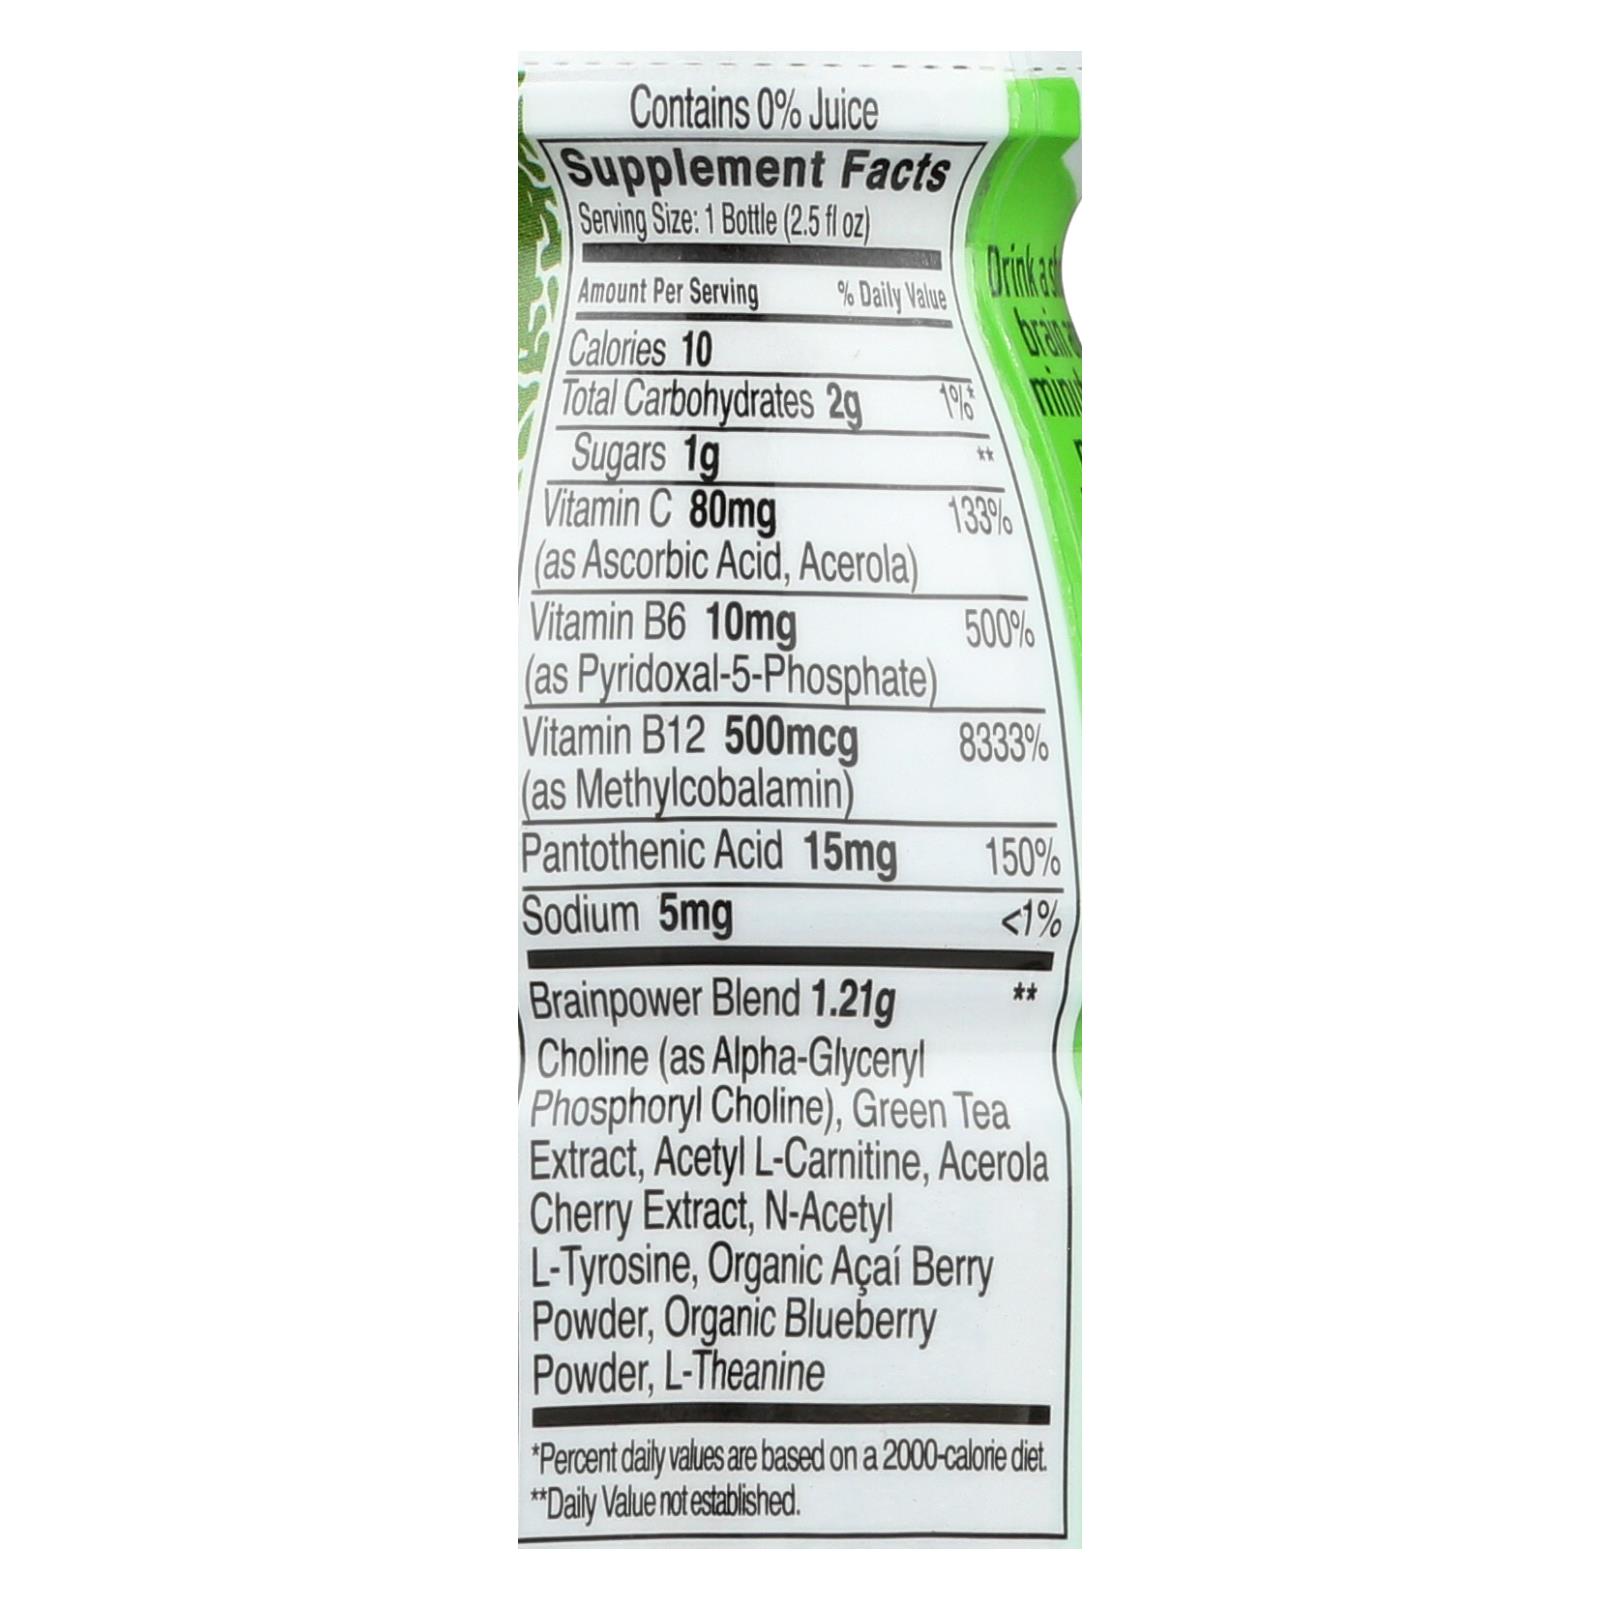 Contains 0% Juice
Supplement Facts
Serving Size: 1 Bottle (2.5 fl oz)
Amount Per Serving % Daily Value
Calories 10
Total Carbohydrates 2g 1%*
Sugars 1g **
Vitamin C 80mg 133%
(as Ascorbic Acid, Acerola)
Vitamin B6 10mg 500%
(as Pyridoxal-5-Phosphate)
Vitamin B12 500mcg 8333%
(as Methylcobalamin)
Pantothenic Acid 15mg 150%
Sodium 5mg <1%
Brainpower Blend 1.21g **
Choline (as Alpha-Glyceryl
Phosphoryl Choline), Green Tea
Extract, Acetyl L-Carnitine, Acerola
Cherry Extract, N-Acetyl
L-Tyrosine, Organic Açaí Berry
Powder, Organic Blueberry
Powder, L-Theanine
*Percent daily values are based on a 2000-calorie diet.
**Daily Value not established.
Drink a
brain